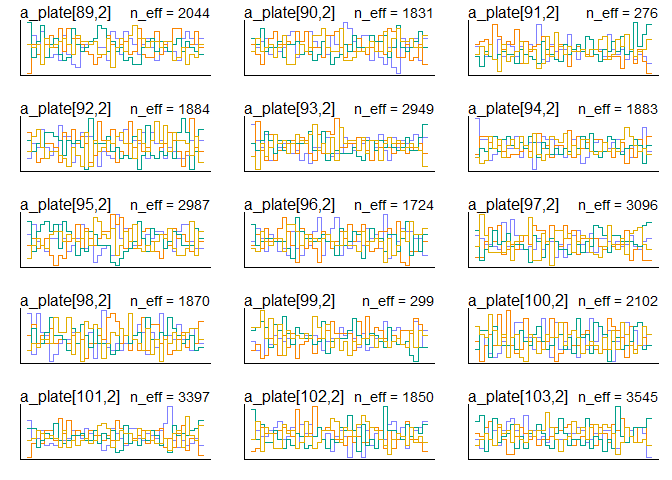 a_plate[89,2] n_eff = 2044 a_plate[90,2] n_eff = 1831 a_plate[91,2] n_eff = 276
a_plate[92,2] n_eff = 1884 a_plate[93,2] n_eff = 2949 a_plate[94,2] n_eff = 1883
a_plate[95,2] n_eff = 2987 a_plate[96,2] n_eff = 1724 a_plate[97,2] n_eff = 3096
a_plate[98,2] n_eff = 1870 a_plate[99,2] n_eff = 299 a_plate[100,2] n_eff = 2102
a_plate[101,2] n_eff = 3397 a_plate[102,2] n_eff = 1850 a_plate[103,2] n_eff = 3545